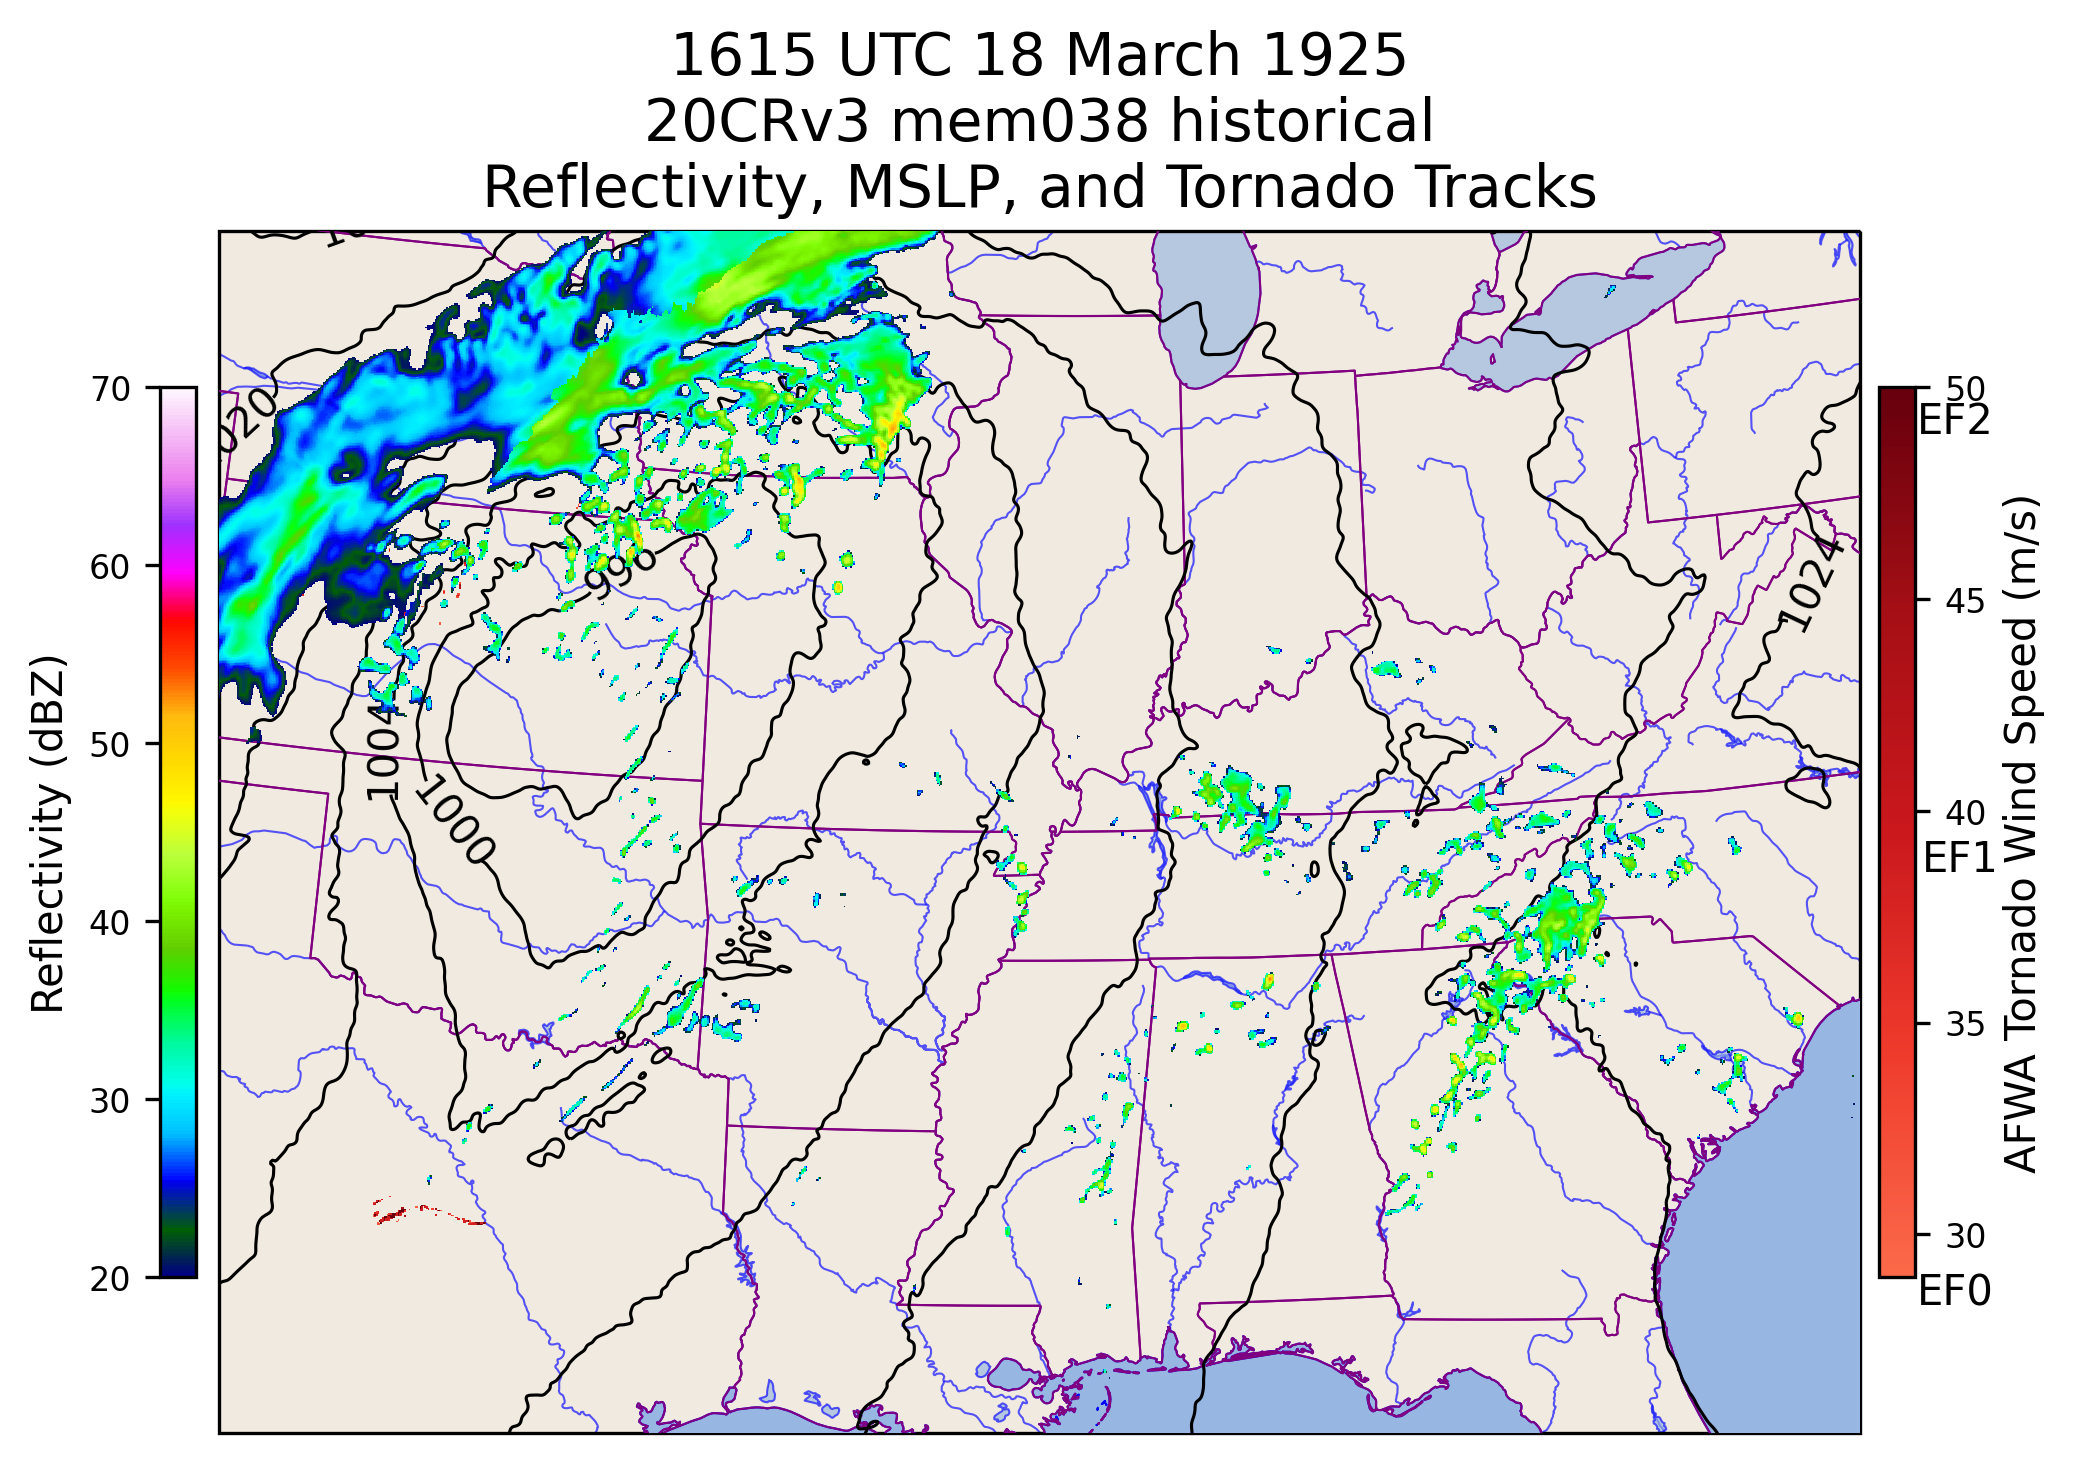 1615 UTC 18 March 1925
20CRv3 mem038 historical
Reflectivity, MSLP, and Tornado Tracks
70
60
50
40
30
20
Reflectivity (dBZ)
996
1004
1000
1024
50
EF2
45
40
EF1
35
30
EF0
AFWA Tornado Wind Speed (m/s)